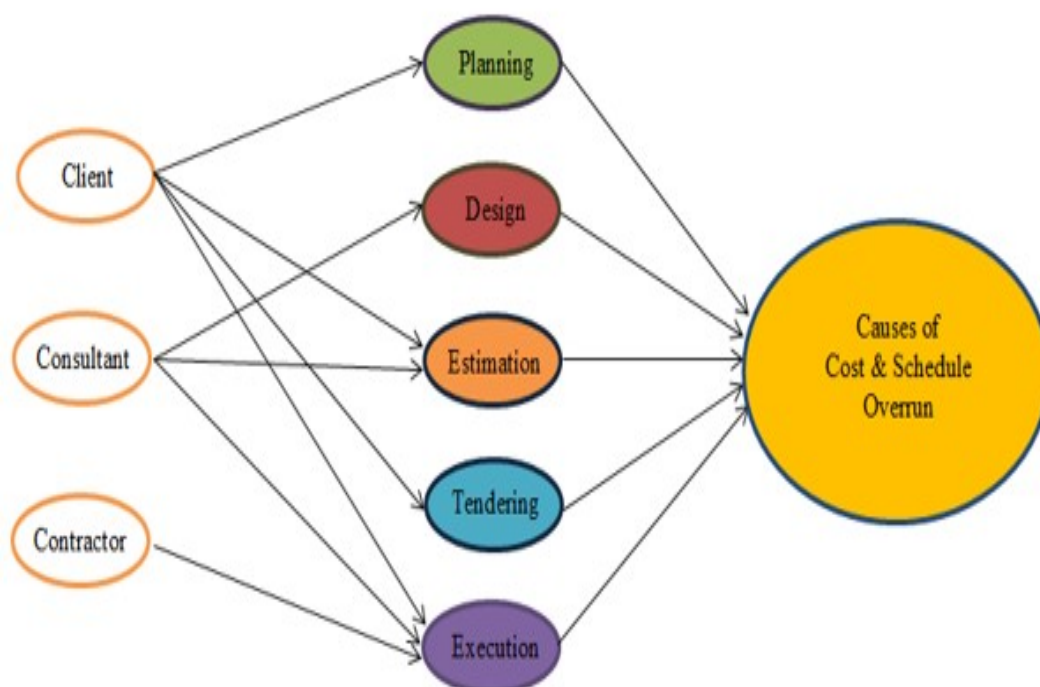 Planning
Client
Design
Consultant
Estimation
Causes of
Cost & Schedule
Overrun
Tendering
Contractor
Execution